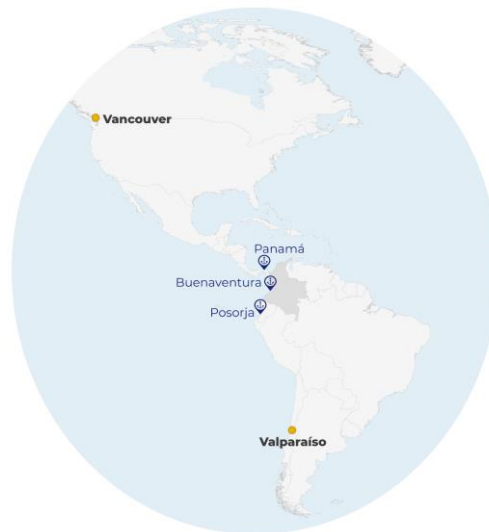 Vancouver
Panamá
Buenaventura
Posorja
Valparaíso